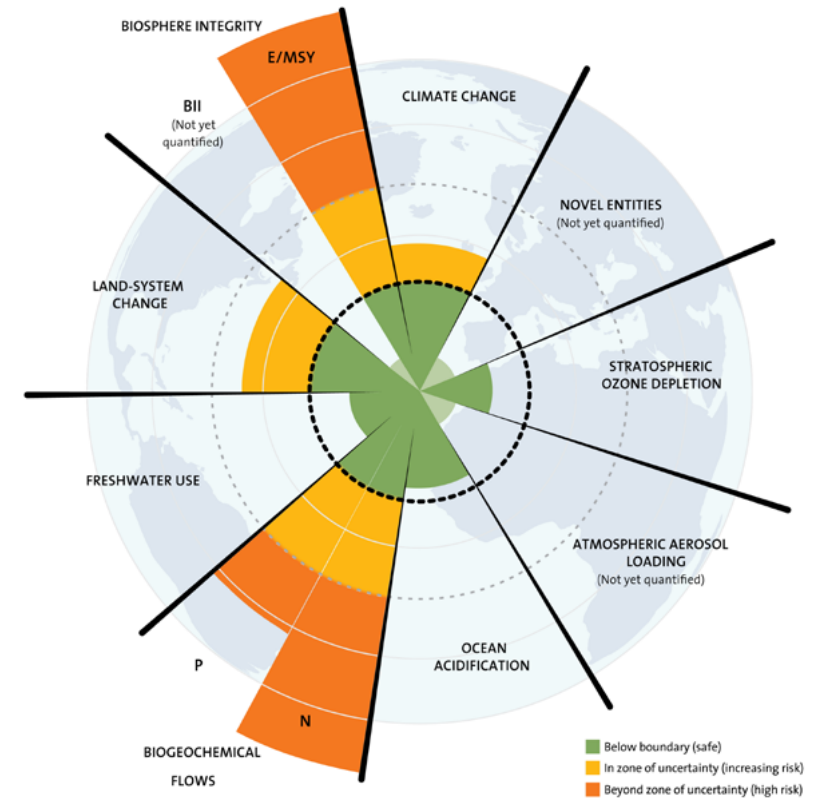 BIOSPHERE INTEGRITY
E/MSY
BII
(Not yet
quantified)
CLIMATE CHANGE
NOVEL ENTITIES
(Not yet quantified)
LAND-SYSTEM
CHANGE
STRATOSPHERIC
OZONE DEPLETION
FRESHWATER USE
ATMOSPHERIC AEROSOL
LOADING
(Not yet quantified)
OCEAN
ACIDIFICATION
P
N
BIOGEOCHEMICAL
FLOWS
Below boundary (safe)
In zone of uncertainty (increasing risk)
Beyond zone of uncertainty (high risk)